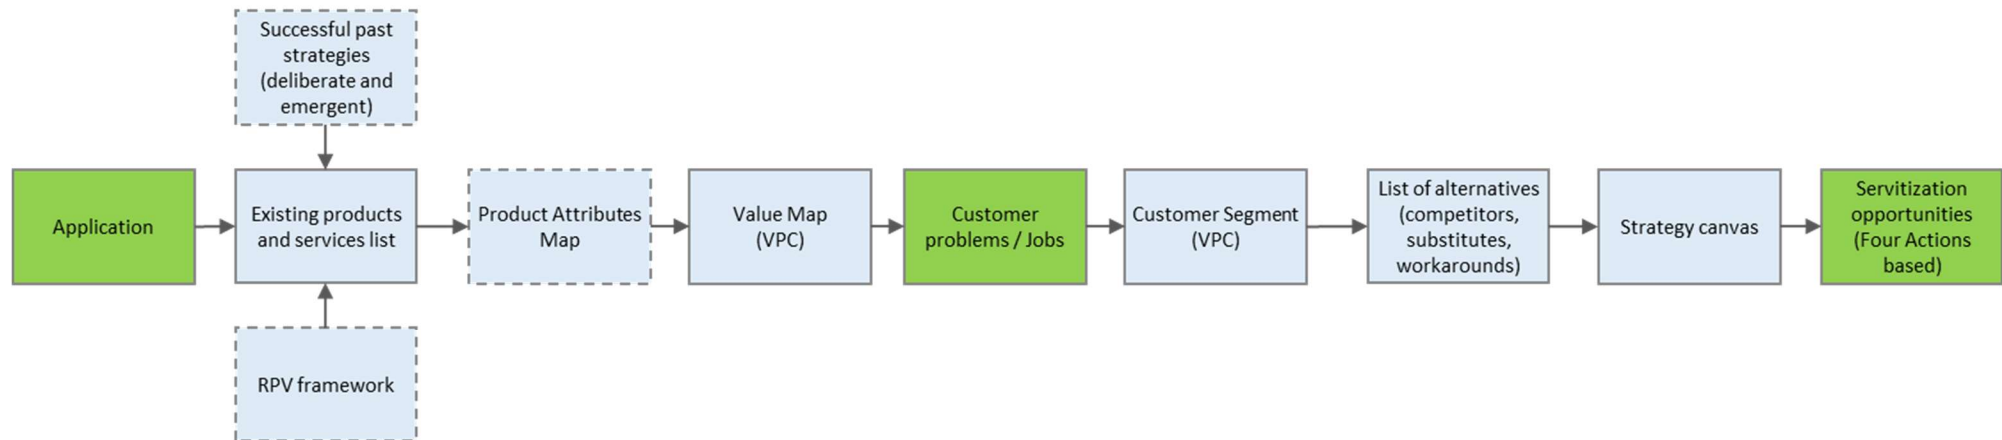 Successful past
strategies
(deliberate and
emergent)
Application
Existing products
and services list
Product Attributes
Map
Value Map
(VPC)
Customer
problems / Jobs
Customer Segment
(VPC)
List of alternatives
(competitors,
substitutes,
workarounds)
Strategy canvas
Servitization
opportunities
(Four Actions
based)
RPV framework